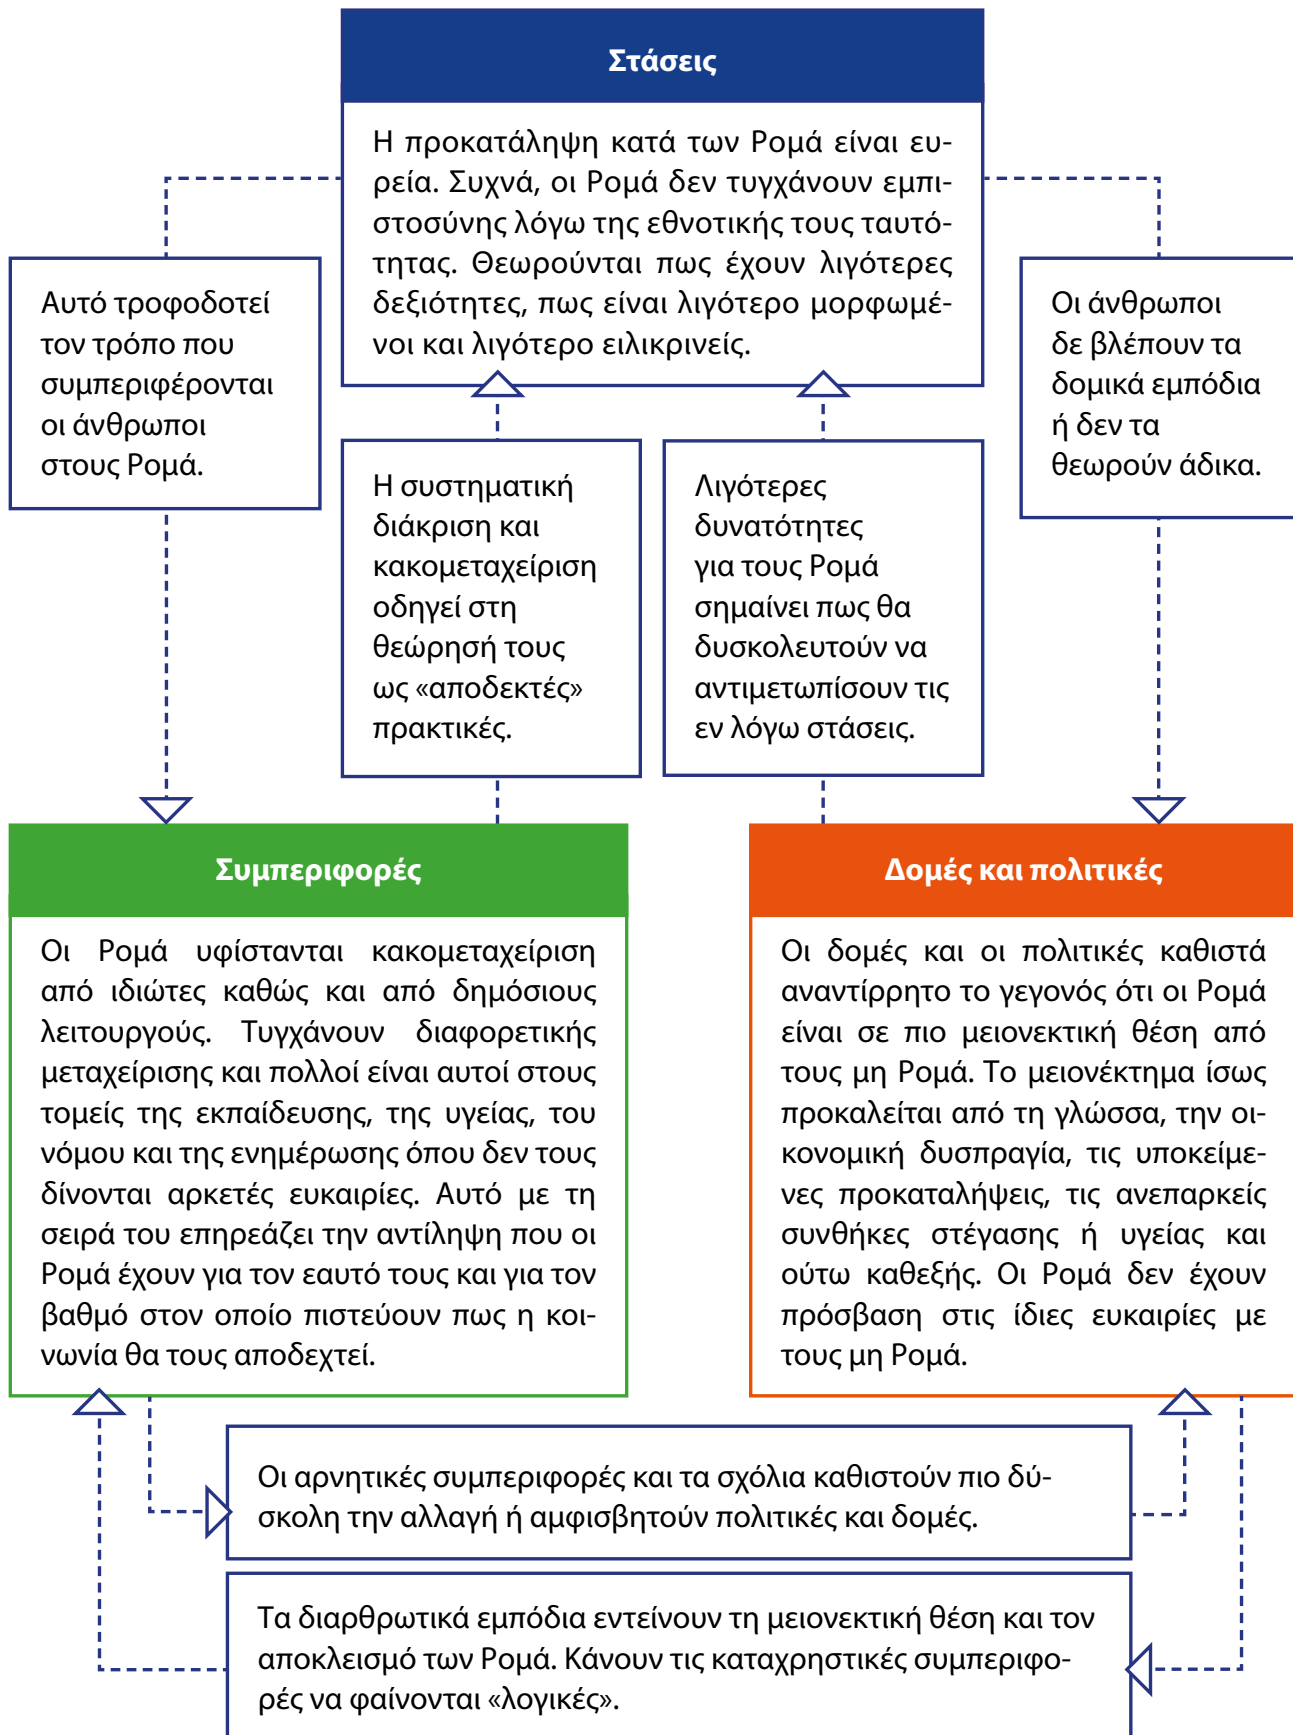 Στάσεις
Η προκατάληψη κατά των Ρομά είναι ευ-
ρεία. Συχνά, οι Ρομά δεν τυγχάνουν εμπι-
στοσύνης λόγω της εθνοτικής τους ταυτό-
τητας. Θεωρούνται πως έχουν λιγότερες
δεξιότητες, πως είναι λιγότερο μορφωμέ-
νοι και λιγότερο ειλικρινείς.
Αυτό τροφοδοτεί
τον τρόπο που
συμπεριφέρονται
οι άνθρωποι
στους Ρομά.
Η συστηματική
διάκριση και
κακομεταχείριση
οδηγεί στη
θεώρησή τους
ως «αποδεκτές»
πρακτικές.
Λιγότερες
δυνατότητες
για τους Ρομά
σημαίνει πως θα
δυσκολευτούν να
αντιμετωπίσουν τις
εν λόγω στάσεις.
Οι άνθρωποι
δε βλέπουν τα
δομικά εμπόδια
ή δεν τα
θεωρούν άδικα.
Συμπεριφορές
Οι Ρομά υφίστανται κακομεταχείριση
από ιδιώτες καθώς και από δημόσιους
λειτουργούς. Τυγχάνουν διαφορετικής
μεταχείρισης και πολλοί είναι αυτοί στους
τομείς της εκπαίδευσης, της υγείας, του
νόμου και της ενημέρωσης όπου δεν τους
δίνονται αρκετές ευκαιρίες. Αυτό με τη
σειρά του επηρεάζει την αντίληψη που οι
Ρομά έχουν για τον εαυτό τους και για τον
βαθμό στον οποίο πιστεύουν πως η κοι-
νωνία θα τους αποδεχτεί.
Δομές και πολιτικές
Οι δομές και οι πολιτικές καθιστά
αναντίρρητο το γεγονός ότι οι Ρομά
είναι σε πιο μειονεκτική θέση από
τους μη Ρομά. Το μειονέκτημα ίσως
προκαλείται από τη γλώσσα, την οι-
κονομική δυσπραγία, τις υποκείμε-
νες προκαταλήψεις, τις ανεπαρκείς
συνθήκες στέγασης ή υγείας και
ούτω καθεξής. Οι Ρομά δεν έχουν
πρόσβαση στις ίδιες ευκαιρίες με
τους μη Ρομά.
Οι αρνητικές συμπεριφορές και τα σχόλια καθιστούν πιο δύ-
σκολη την αλλαγή ή αμφισβητούν πολιτικές και δομές.
Τα διαρθρωτικά εμπόδια εντείνουν τη μειονεκτική θέση και τον
αποκλεισμό των Ρομά. Κάνουν τις καταχρηστικές συμπεριφο-
ρές να φαίνονται «λογικές».